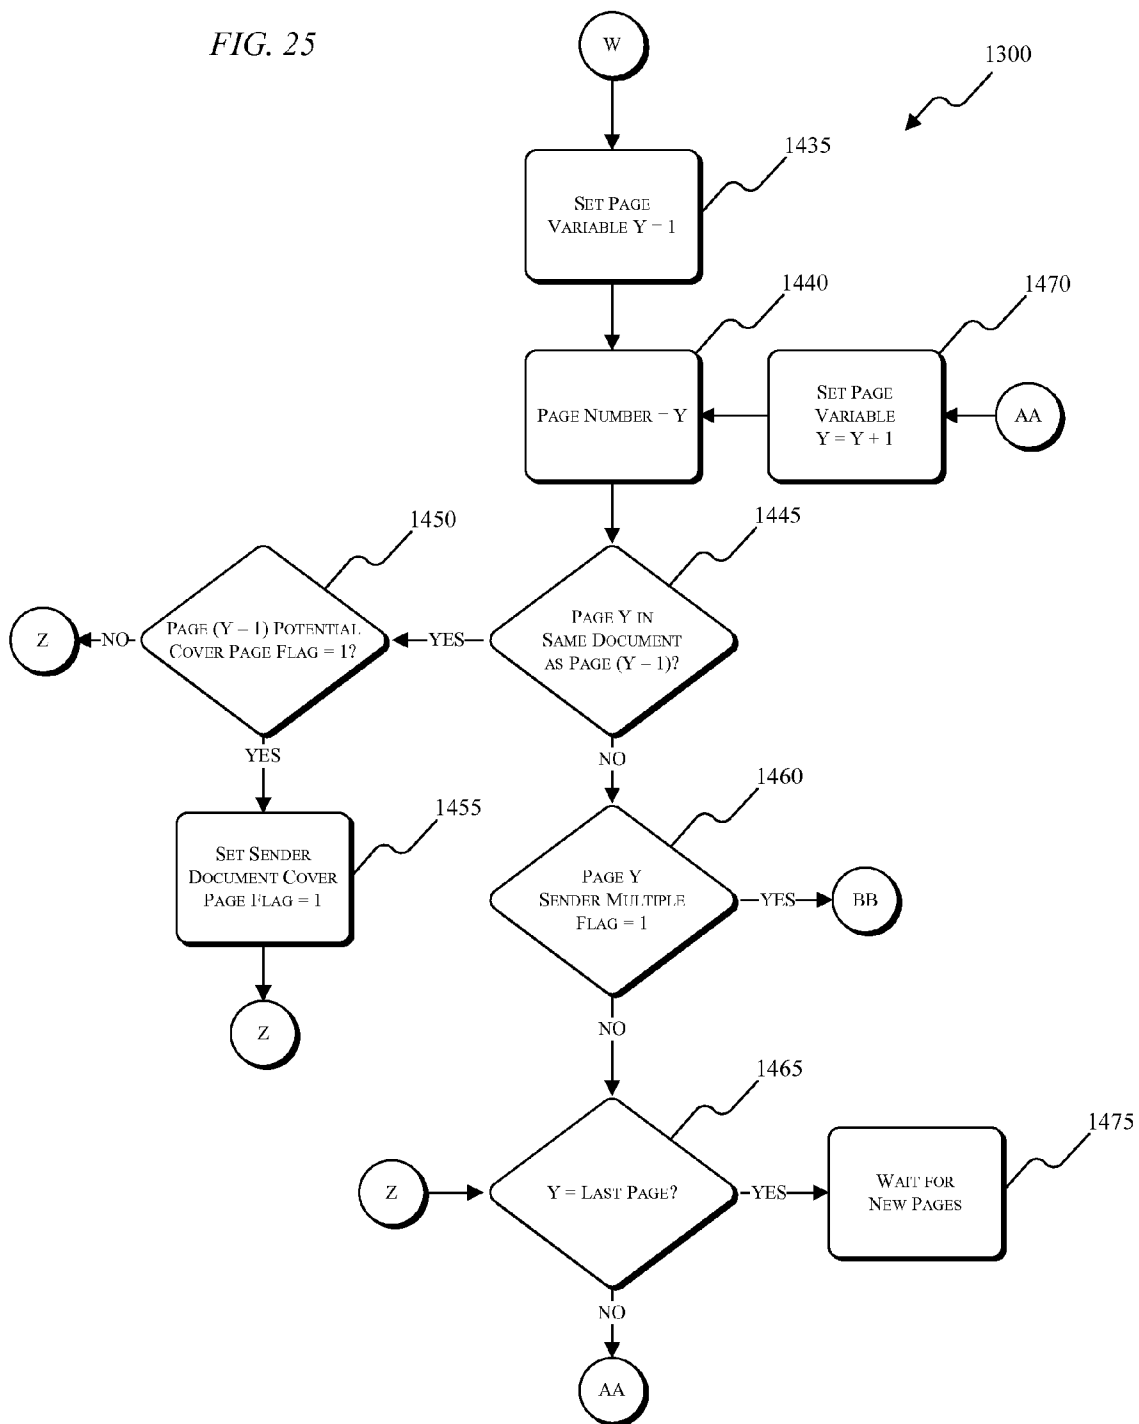 FIG. 25
W
1300
1435
SET PAGE
VARIABLE Y = 1
1440
1470
PAGE NUMBER = Y
SET PAGE
VARIABLE
Y = Y + 1
AA
1450
1445
Z
NO
PAGE (Y – 1) POTENTIAL
COVER PAGE FLAG = 1?
YES
PAGE Y IN
SAME DOCUMENT
AS PAGE (Y – 1)?
YES
NO
1455
1460
SET SENDER
DOCUMENT COVER
PAGE FLAG = 1
PAGE Y
SENDER MULTIPLE
FLAG = 1
YES
BB
Z
NO
1465
1475
Z
Y = LAST PAGE?
YES
WAIT FOR
NEW PAGES
NO
AA